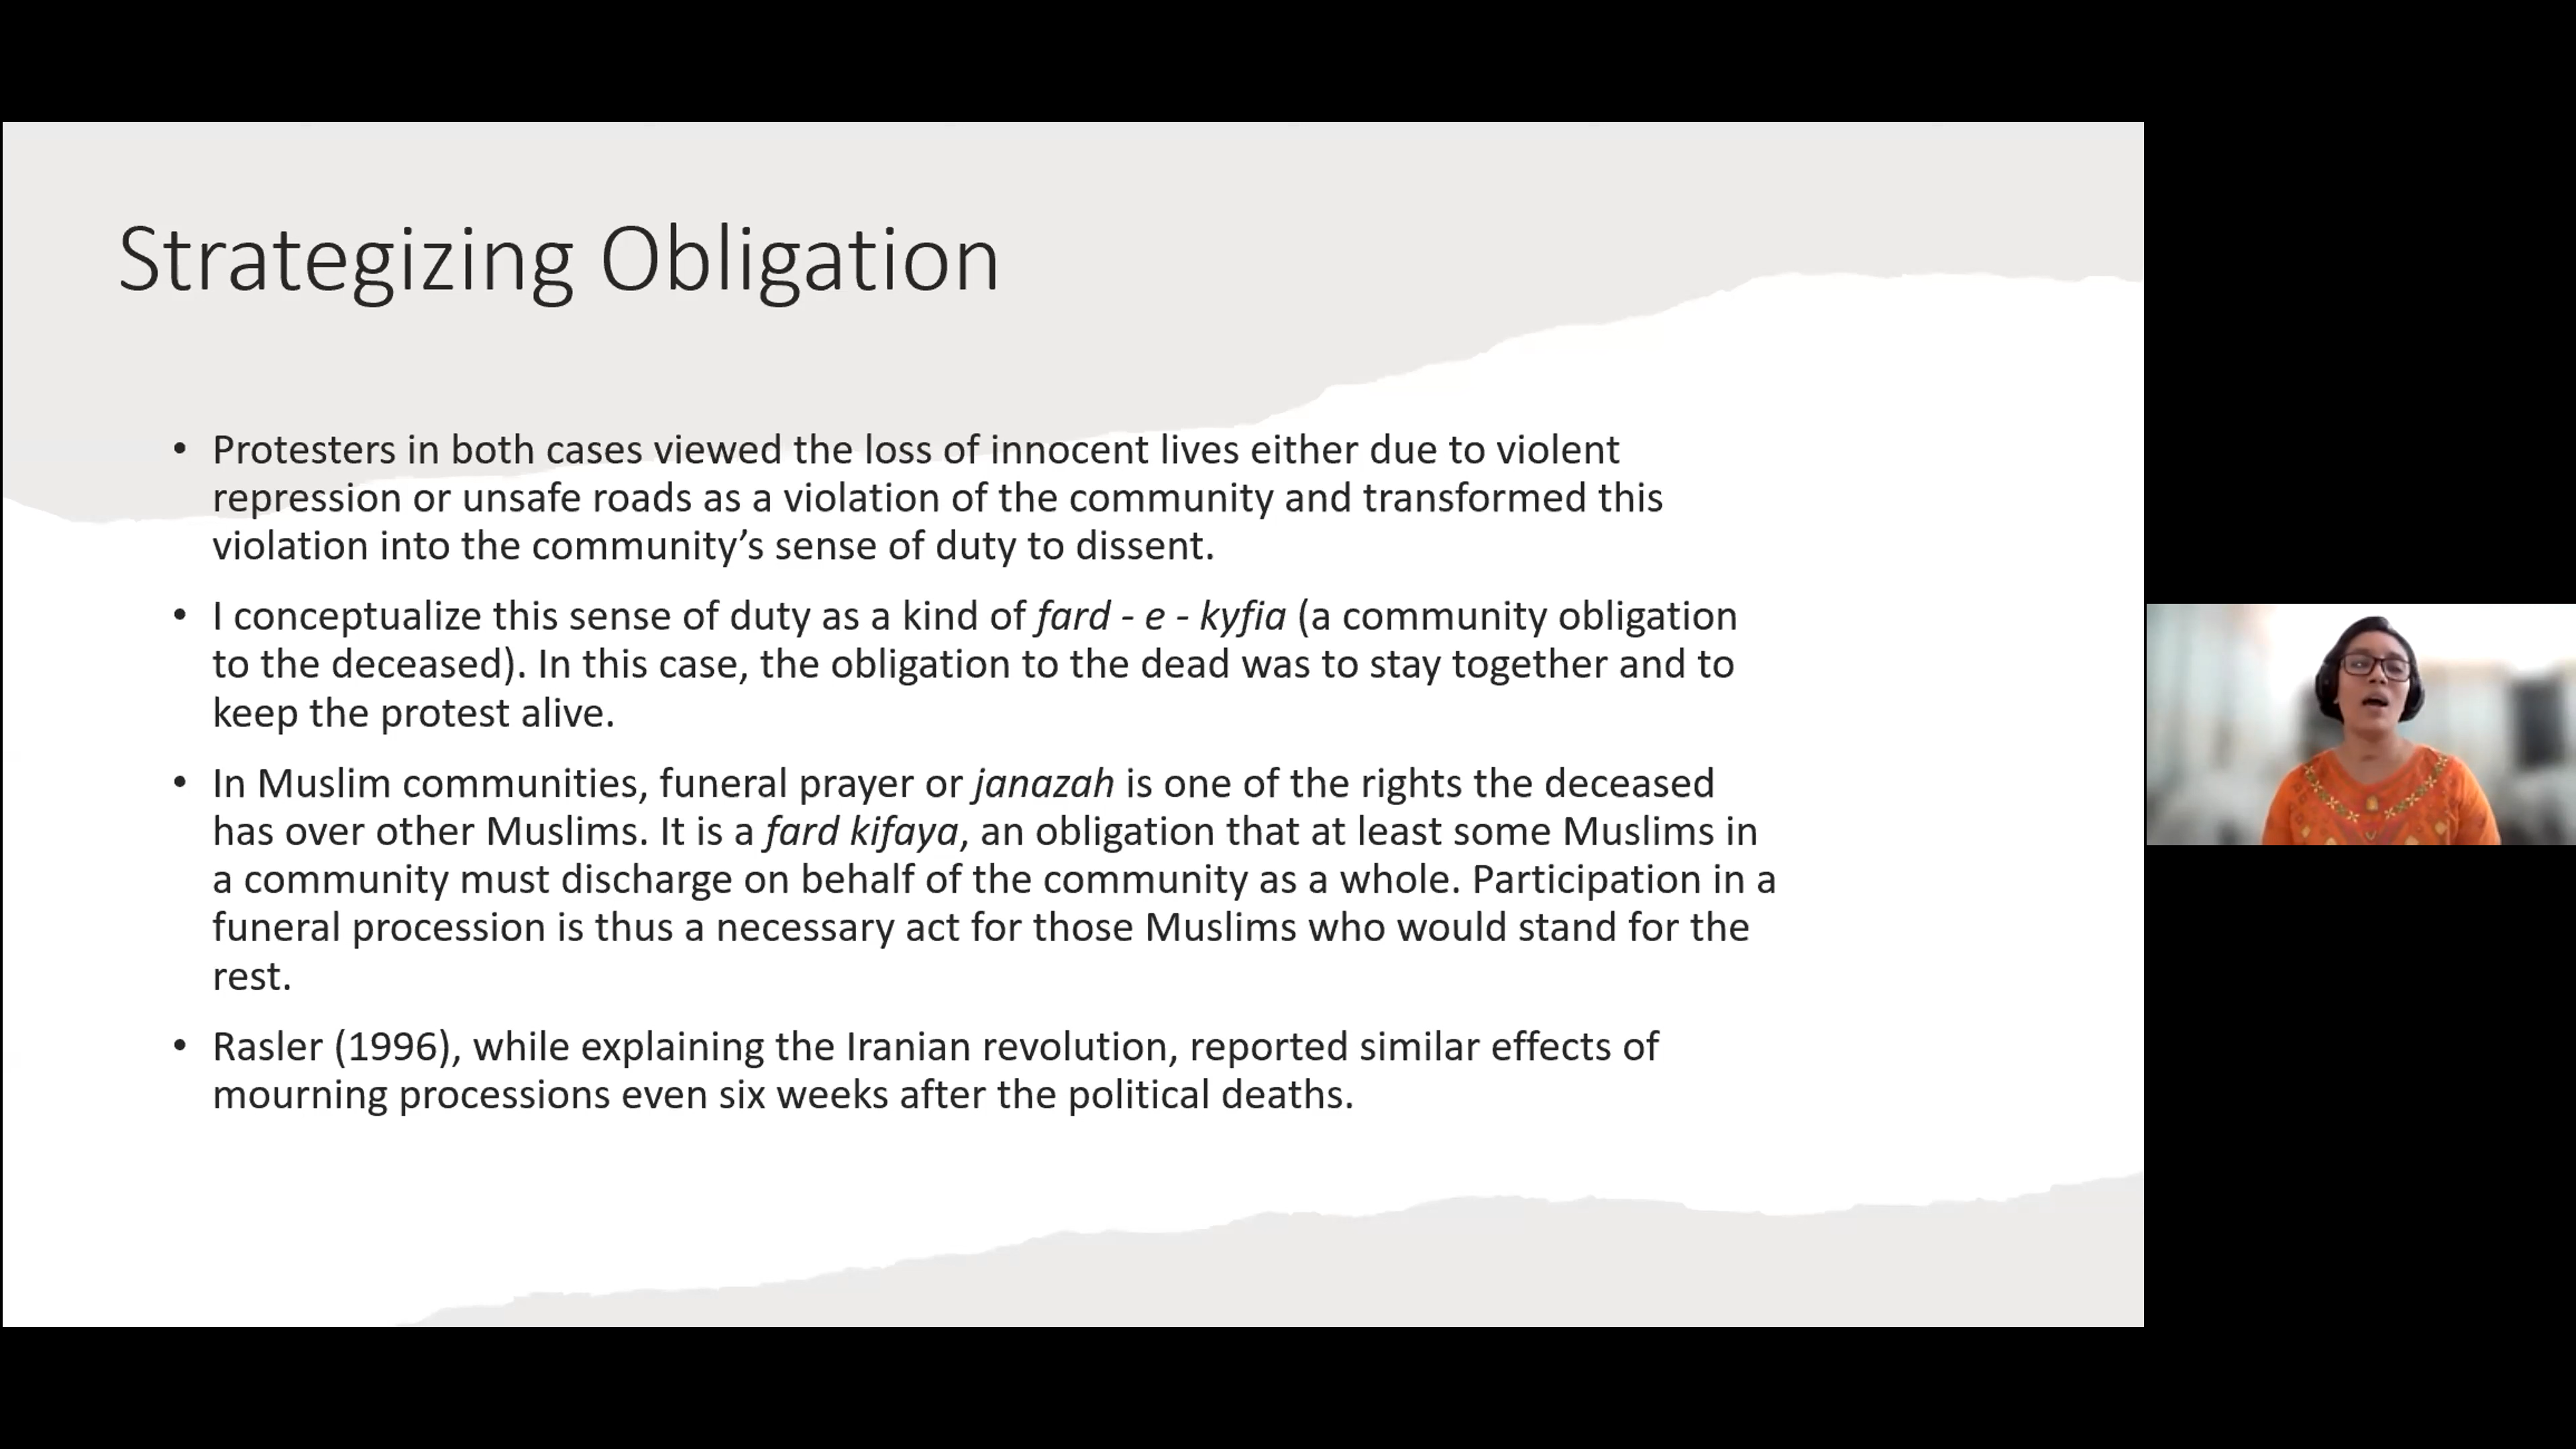 Strategizing Obligation
• Protesters in both cases viewed the loss of innocent lives either due to violent
repression or unsafe roads as a violation of the community and transformed this
violation into the community’s sense of duty to dissent.
• I conceptualize this sense of duty as a kind of fard - e - kyfia (a community obligation
to the deceased). In this case, the obligation to the dead was to stay together and to
keep the protest alive.
• In Muslim communities, funeral prayer or janazah is one of the rights the deceased
has over other Muslims. It is a fard kifaya, an obligation that at least some Muslims in
a community must discharge on behalf of the community as a whole. Participation in a
funeral procession is thus a necessary act for those Muslims who would stand for the
rest.
• Rasler (1996), while explaining the Iranian revolution, reported similar effects of
mourning processions even six weeks after the political deaths.